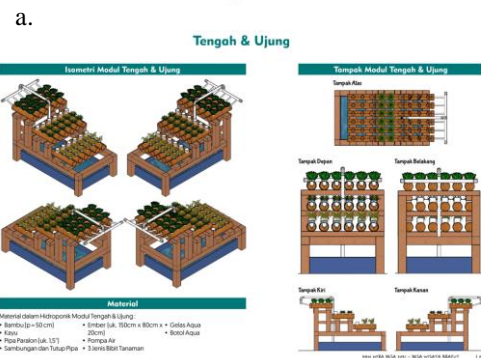 a.
Tengah & Ujung
Isometri Modul Tengah & Ujung
Tampak Modul Tengah & Ujung
Tampak Atas
Tampak Depan
Tampak Belakang
Tampak Kiri
Tampak Kanan
Material
Material dalam Hidroponik Modul Tengah & Ujung :
• Bambu (p = 50 cm)
• Kayu
• Pipa Paralon (uk. 1,5")
• Sambungan dan Tutup Pipa
• Ember (uk. 150cm x 80cm x 20cm)
• Pompa Air
• 3 Jenis Bibit Tanaman
• Gelas Aqua
• Botol Aqua